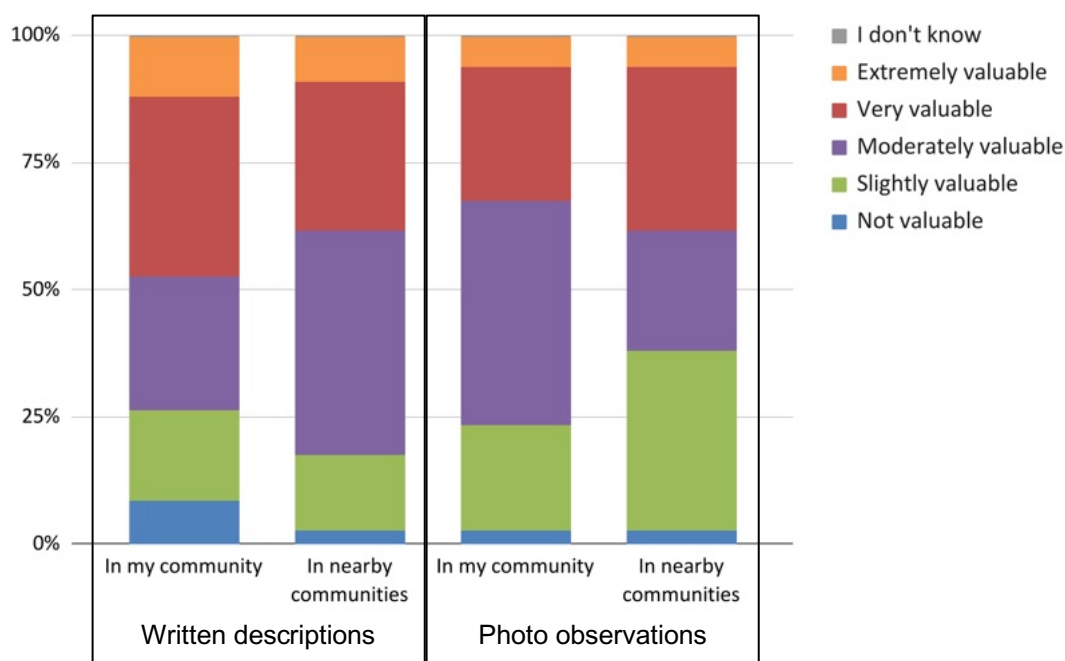 100%
75%
50%
25%
0%
In my community
In nearby
communities
In my community
In nearby
communities
Written descriptions
Photo observations
I don't know
Extremely valuable
Very valuable
Moderately valuable
Slightly valuable
Not valuable